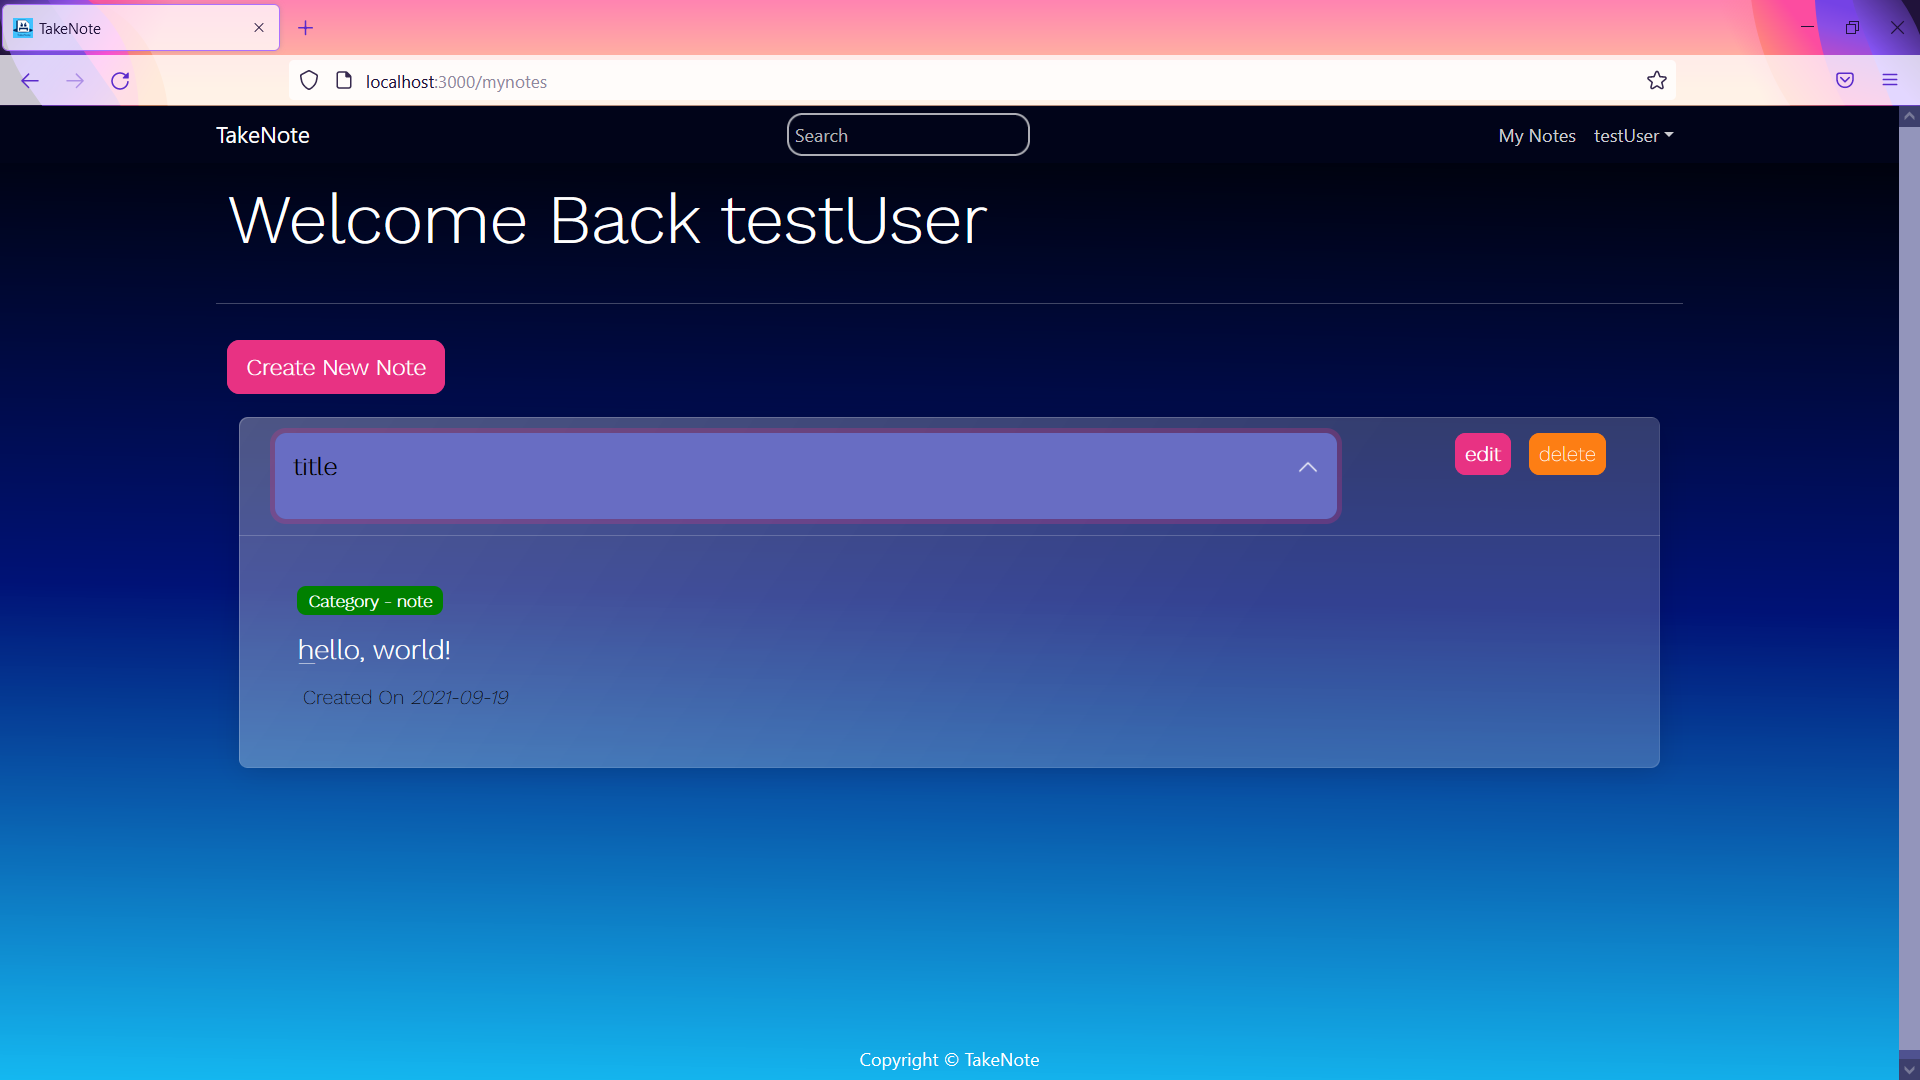 TakeNote
localhost:3000/mynotes
TakeNote
Search
My Notes
testUser
Welcome Back testUser
Create New Note
title
edit
delete
Category - note
hello, world!
Created On 2021-09-19
Copyright © TakeNote